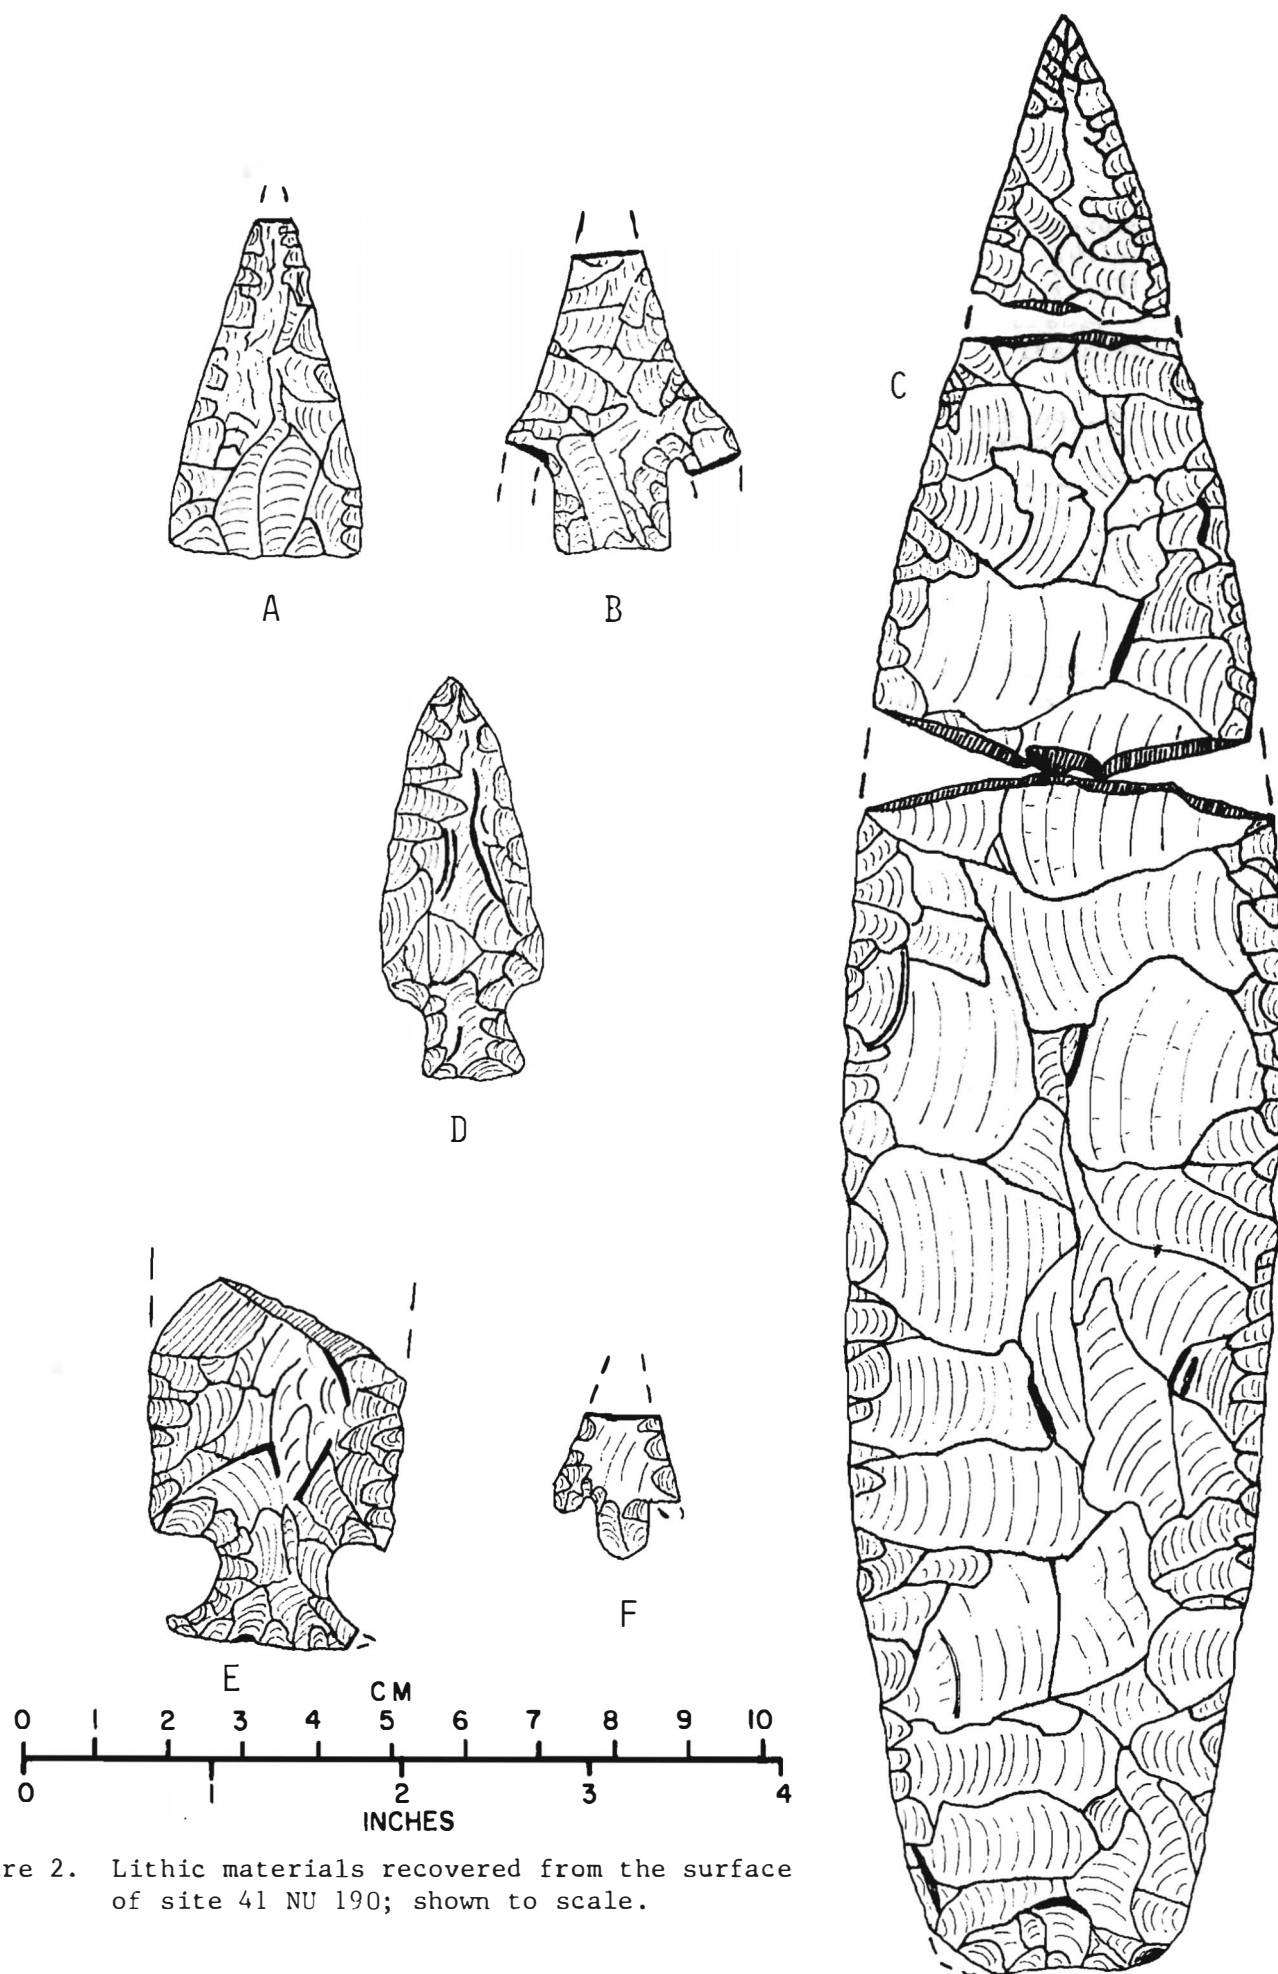 C
A B
D
E
F
CM
0 1 2 3 4 5 6 7 8 9 10
0 1 2 3 4
INCHES
re 2. Lithic materials recovered from the surface
of site 41 NU 190; shown to scale.